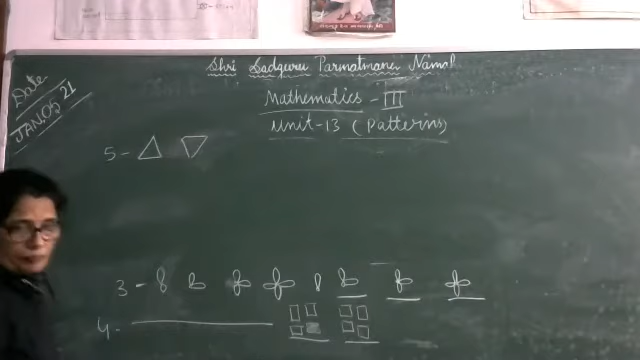 Shri Sadguru Parmatmane Namah
Date
JAN.05 21
Mathematics - III
Unit-13 (Patterns)
5 -
3 -
4.